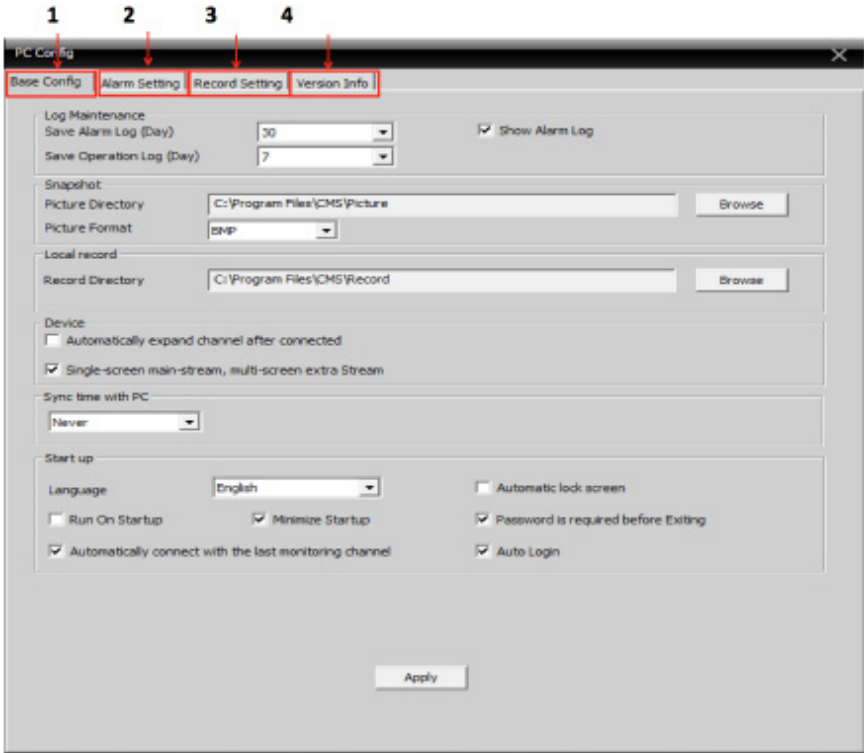 1 2 3 4
PC Config
Base Config Alarm Setting Record Setting Version Info
Log Maintenance
Save Alarm Log (Day) 30 Show Alarm Log
Save Operation Log (Day) 7
Snapshot
Picture Directory C:\Program Files\CMS\Picture Browse
Picture Format BMP
Local record
Record Directory C:\Program Files\CMS\Record Browse
Device
Automatically expand channel after connected
Single-screen main-stream, multi-screen extra Stream
Sync time with PC
Never
Start up
Language English Automatic lock screen
Run On Startup Minimize Startup Password is required before Exiting
Automatically connect with the last monitoring channel Auto Login
Apply